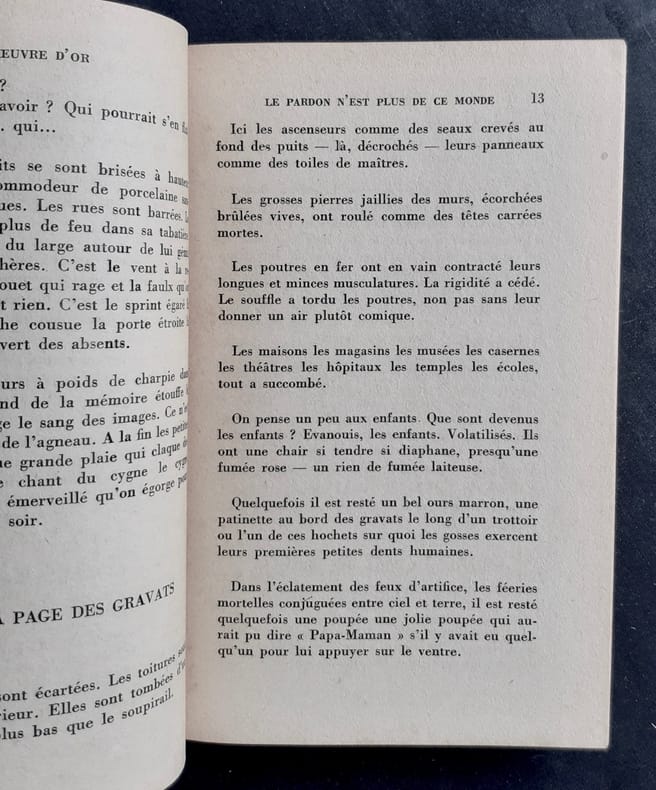 ŒUVRE D'OR
?
avoir ? Qui pourrait s'en
. qui...
its se sont brisées à
ommodeur de porcelaine
ues. Les rues sont barrées.
plus de feu dans sa
du large autour de lui
hères. C'est le vent à la
ouet qui rage et la faulx
t rien. C'est le sprint égaré
he cousue la porte étroite
vert des absents.
urs à poids de charpie
nd de la mémoire étouffe
ge le sang des images. Ce
de l'agneau. A la fin les petites
ne grande plaie qui claque
e chant du cygne le
émerveillé qu'on égorge
soir.
A PAGE DES GRAVATS
sont écartées. Les toitures
rieur. Elles sont tombées
plus bas que le soupirail.
LE PARDON N'EST PLUS DE CE MONDE 13
Ici les ascenseurs comme des seaux crevés au
fond des puits — là, décrochés — leurs panneaux
comme des toiles de maîtres.
Les grosses pierres jaillies des murs, écorchées
brûlées vives, ont roulé comme des têtes carrées
mortes.
Les poutres en fer ont en vain contracté leurs
longues et minces musculatures. La rigidité a cédé.
Le souffle a tordu les poutres, non pas sans leur
donner un air plutôt comique.
Les maisons les magasins les musées les casernes
les théâtres les hôpitaux les temples les écoles,
tout a succombé.
On pense un peu aux enfants. Que sont devenus
les enfants ? Evanouis, les enfants. Volatilisés. Ils
ont une chair si tendre si diaphane, presqu'une
fumée rose — un rien de fumée laiteuse.
Quelquefois il est resté un bel ours marron, une
patinette au bord des gravats le long d'un trottoir
ou l'un de ces hochets sur quoi les gosses exercent
leurs premières petites dents humaines.
Dans l'éclatement des feux d'artifice, les féeries
mortelles conjuguées entre ciel et terre, il est resté
quelquefois une poupée une jolie poupée qui au-
rait pu dire « Papa-Maman » s'il y avait eu quel-
qu'un pour lui appuyer sur le ventre.